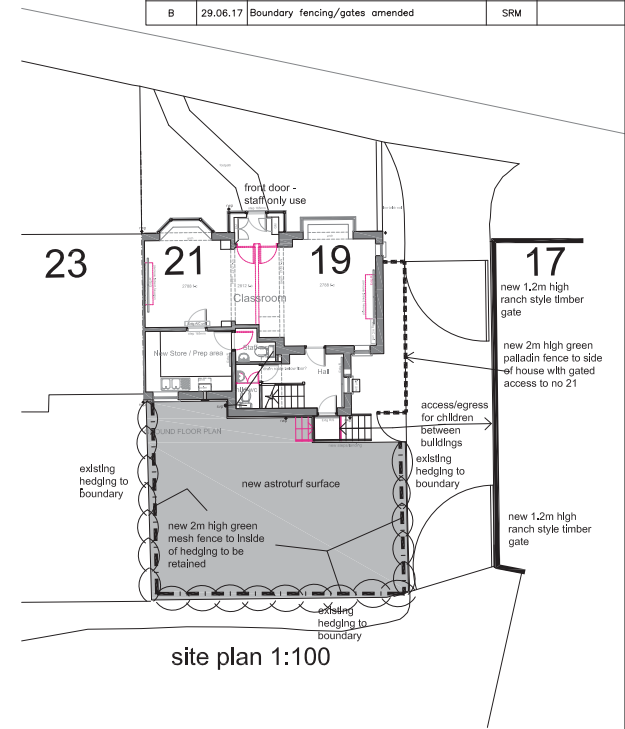 B 29.06.17 Boundary fencing/gates amended SRM
front door -
staff only use
23
21
19
17
new 1.2m high
ranch style timber
gate
Classroom
new 2m high green
palladin fence to side
of house with gated
access to no 21
New Store / Prep area
Staff
Hall
access/egress
for children
between
buildings
GROUND FLOOR PLAN
existing
hedging to
boundary
existing
hedging to
boundary
new astroturf surface
new 2m high green
mesh fence to inside
of hedging to be
retained
new 1.2m high
ranch style timber
gate
existing
hedging to
boundary
site plan 1:100